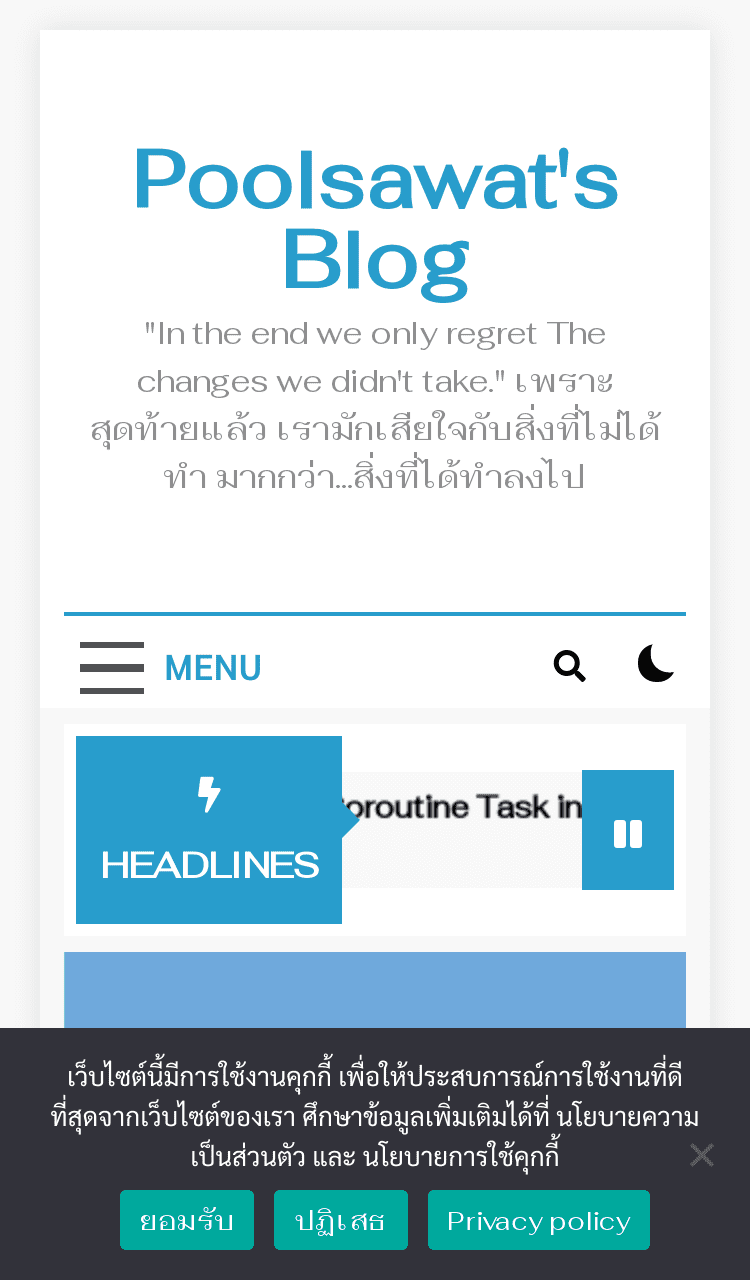 Poolsawat's
Blog
"In the end we only regret The
changes we didn't take." เพราะ
สุดท้ายแล้ว เรามักเสียใจกับสิ่งที่ไม่ได้
ทำ มากกว่า...สิ่งที่ได้ทำลงไป
MENU
HEADLINES
Task in
เว็บไซต์นี้มีการใช้งานคุกกี้ เพื่อให้ประสบการณ์การใช้งานที่ดี
ที่สุดจากเว็บไซต์ของเรา ศึกษาข้อมูลเพิ่มเติมได้ที่ นโยบายความ
เป็นส่วนตัว และ นโยบายการใช้คุกกี้
ยอมรับ
ปฏิเสธ
Privacy policy